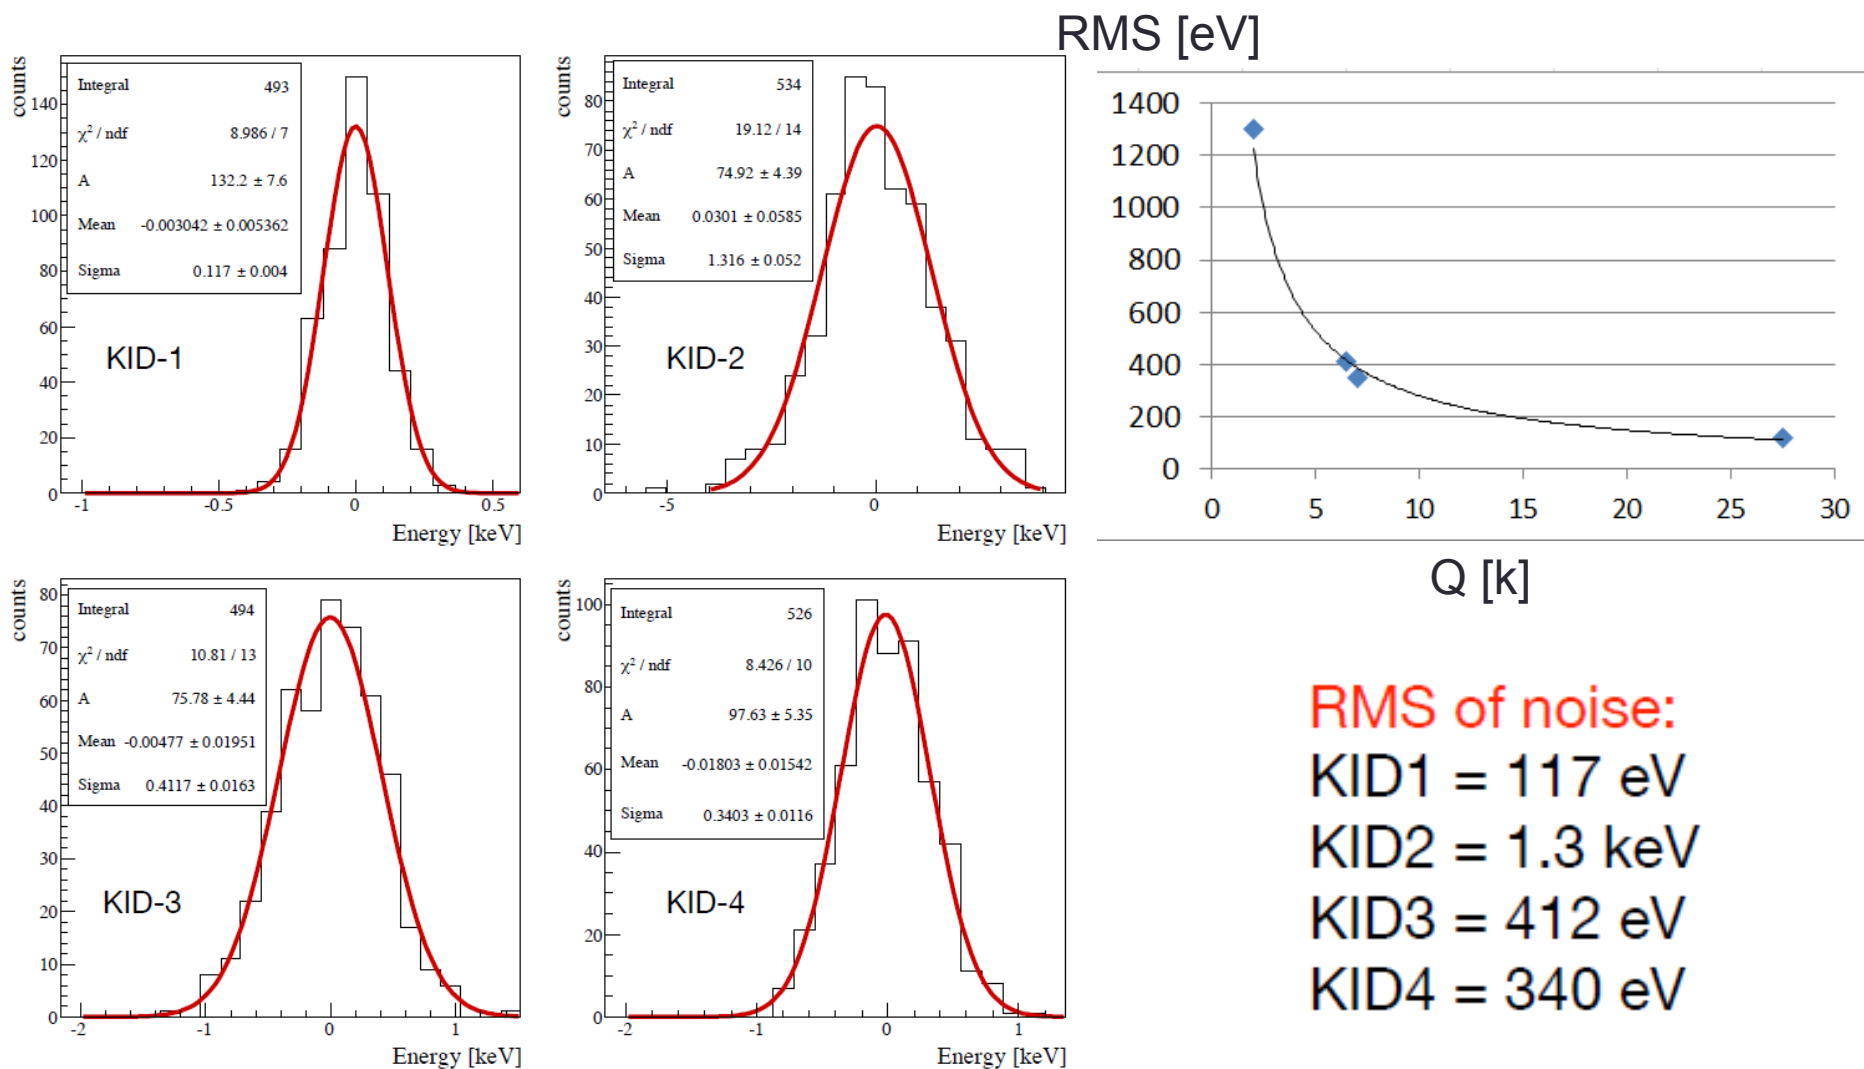 counts
Integral 493
χ² / ndf 8.986 / 7
A 132.2 ± 7.6
Mean -0.003042 ± 0.005362
Sigma 0.117 ± 0.004
140
120
100
80
60
40
20
0
KID-1
-1 -0.5 0 0.5
Energy [keV]
counts
Integral 534
χ² / ndf 19.12 / 14
A 74.92 ± 4.39
Mean 0.0301 ± 0.0585
Sigma 1.316 ± 0.052
80
70
60
50
40
30
20
10
0
KID-2
-5 0
Energy [keV]
RMS [eV]
1400
1200
1000
800
600
400
200
0
0 5 10 15 20 25 30
Q [k]
counts
Integral 494
χ² / ndf 10.81 / 13
A 75.78 ± 4.44
Mean -0.00477 ± 0.01951
Sigma 0.4117 ± 0.0163
80
70
60
50
40
30
20
10
0
KID-3
-2 -1 0 1
Energy [keV]
counts
Integral 526
χ² / ndf 8.426 / 10
A 97.63 ± 5.35
Mean -0.01803 ± 0.01542
Sigma 0.3403 ± 0.0116
100
80
60
40
20
0
KID-4
-2 -1 0 1
Energy [keV]
RMS of noise:
KID1 = 117 eV
KID2 = 1.3 keV
KID3 = 412 eV
KID4 = 340 eV